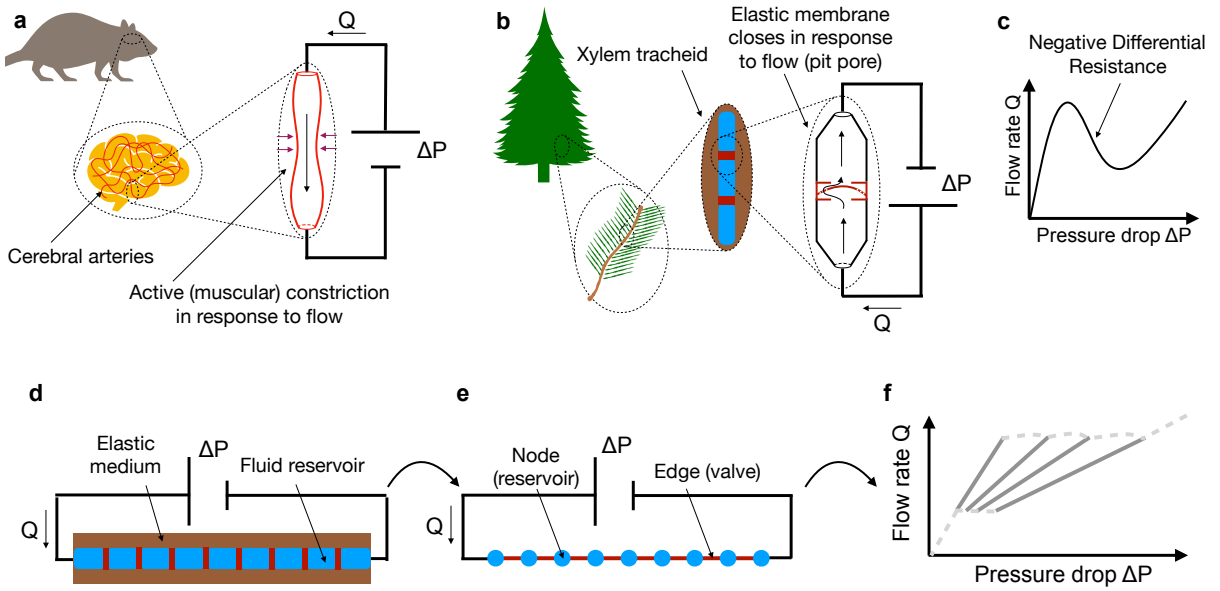 a
Q
ΔP
Cerebral arteries
Active (muscular) constriction
in response to flow
b
Xylem tracheid
Elastic membrane
closes in response
to flow (pit pore)
ΔP
Q
c
Negative Differential
Resistance
Flow rate Q
Pressure drop ΔP
d
Elastic
medium
ΔP
Fluid reservoir
Q
e
Node
(reservoir)
ΔP
Edge (valve)
Q
f
Flow rate Q
Pressure drop ΔP